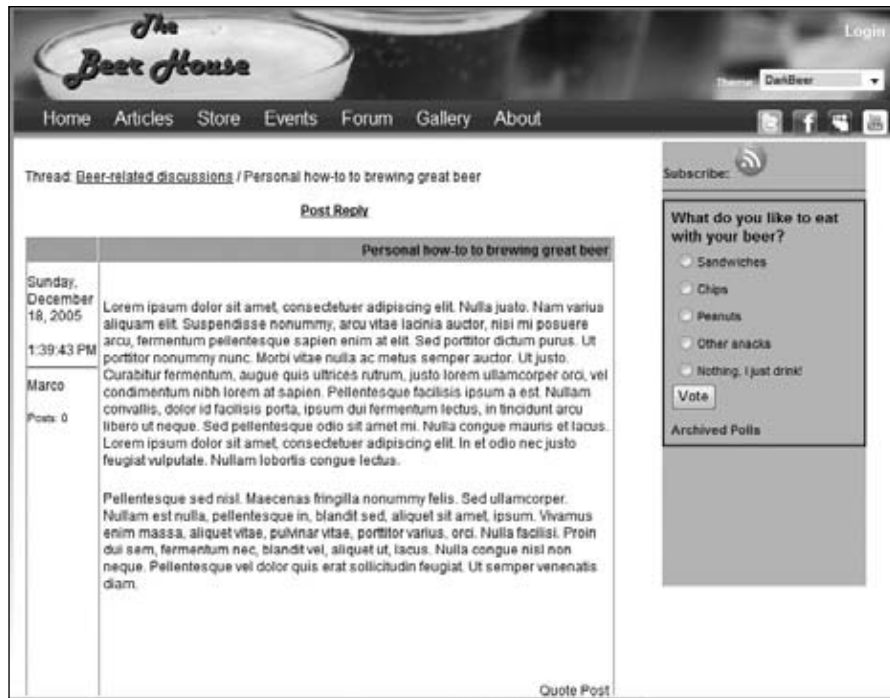 The
Beer House
Login
Theme: DarkBeer
Home Articles Store Events Forum Gallery About
Subscribe:
Thread: Beer-related discussions / Personal how-to to brewing great beer
Post Reply
Personal how-to to brewing great beer
Sunday,
December
18, 2005
1:39:43 PM
Marco
Posts: 0
Lorem ipsum dolor sit amet, consectetuer adipiscing elit. Nulla justo. Nam varius
aliquam elit. Suspendisse nonummy, arcu vitae lacinia auctor, nisi mi posuere
arcu, fermentum pellentesque sapien enim at elit. Sed porttitor dictum purus. Ut
porttitor nonummy nunc. Morbi vitae nulla ac metus semper auctor. Ut justo.
Curabitur fermentum, augue quis ultrices rutrum, justo lorem ullamcorper orci, vel
condimentum nibh lorem at sapien. Pellentesque facilisis ipsum a est. Nullam
convallis, dolor id facilisis porta, ipsum dui fermentum lectus, in tincidunt arcu
libero ut neque. Sed pellentesque odio sit amet mi. Nulla congue mauris et lacus.
Lorem ipsum dolor sit amet, consectetuer adipiscing elit. In et odio nec justo
feugiat vulputate. Nullam lobortis congue lectus.
Pellentesque sed nisl. Maecenas fringilla nonummy felis. Sed ullamcorper.
Nullam est nulla, pellentesque in, blandit sed, aliquet sit amet, ipsum. Vivamus
enim massa, aliquet vitae, pulvinar vitae, porttitor varius, orci. Nulla facilisi. Proin
dui sem, fermentum nec, blandit vel, aliquet ut, lacus. Nulla congue nisl non
neque. Pellentesque vel dolor quis erat sollicitudin feugiat. Ut semper venenatis
diam.
Quote Post
What do you like to eat
with your beer?
Sandwiches
Chips
Peanuts
Other snacks
Nothing, I just drink!
Vote
Archived Polls